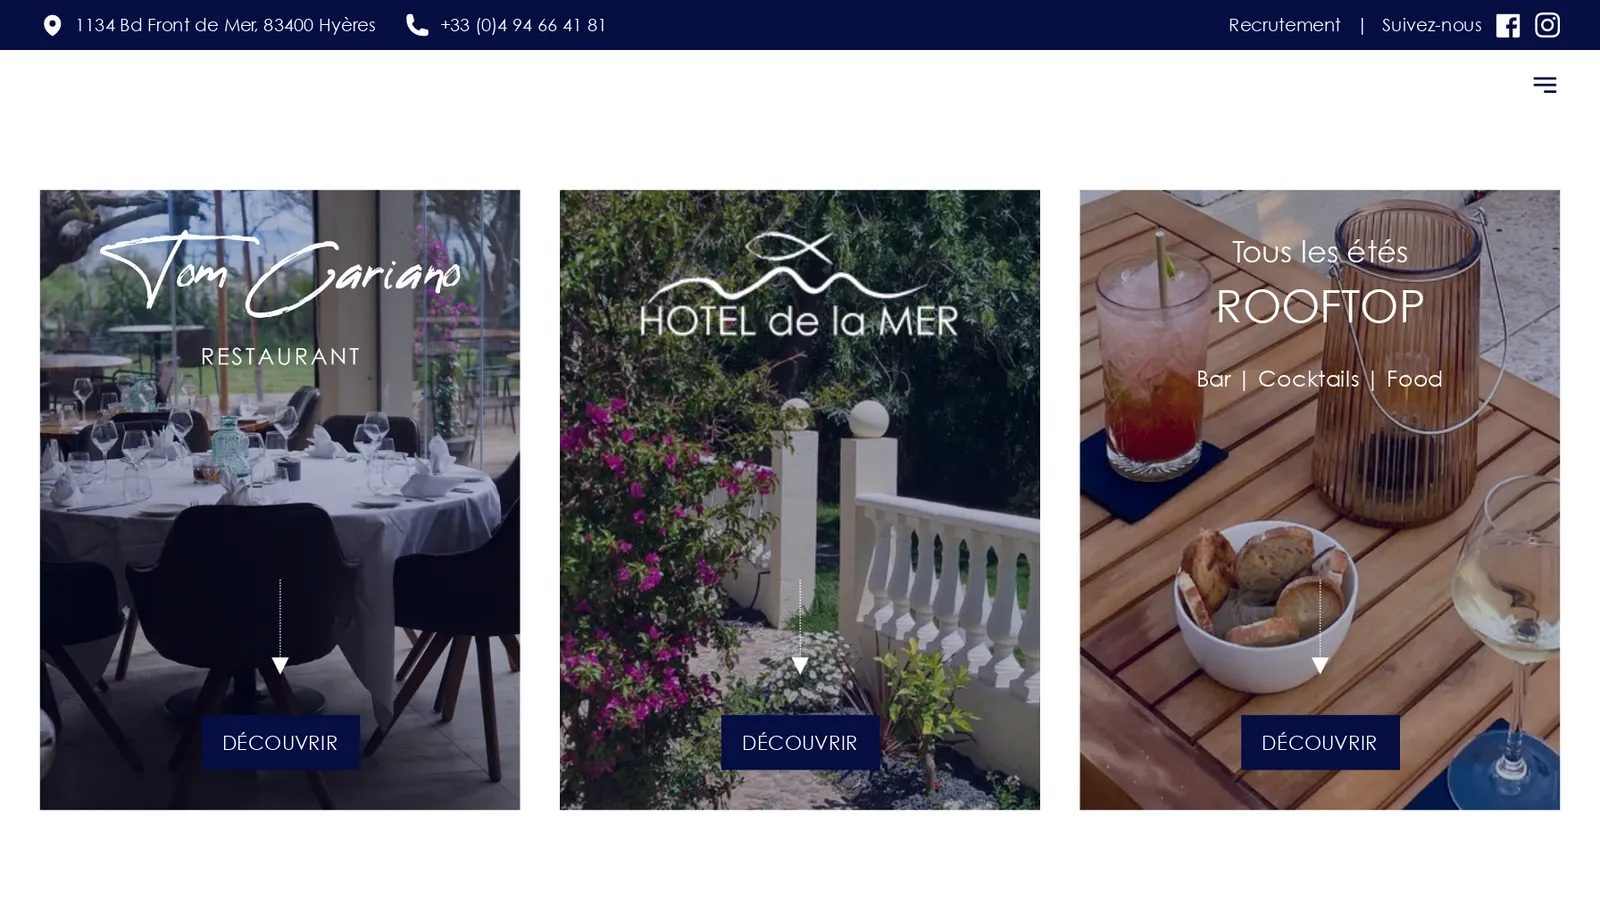 1134 Bd Front de Mer, 83400 Hyères
+33 (0)4 94 66 41 81
Recrutement | Suivez-nous
Tom Cariano
RESTAURANT
DÉCOUVRIR
HOTEL de la MER
DÉCOUVRIR
Tous les étés
ROOFTOP
Bar | Cocktails | Food
DÉCOUVRIR